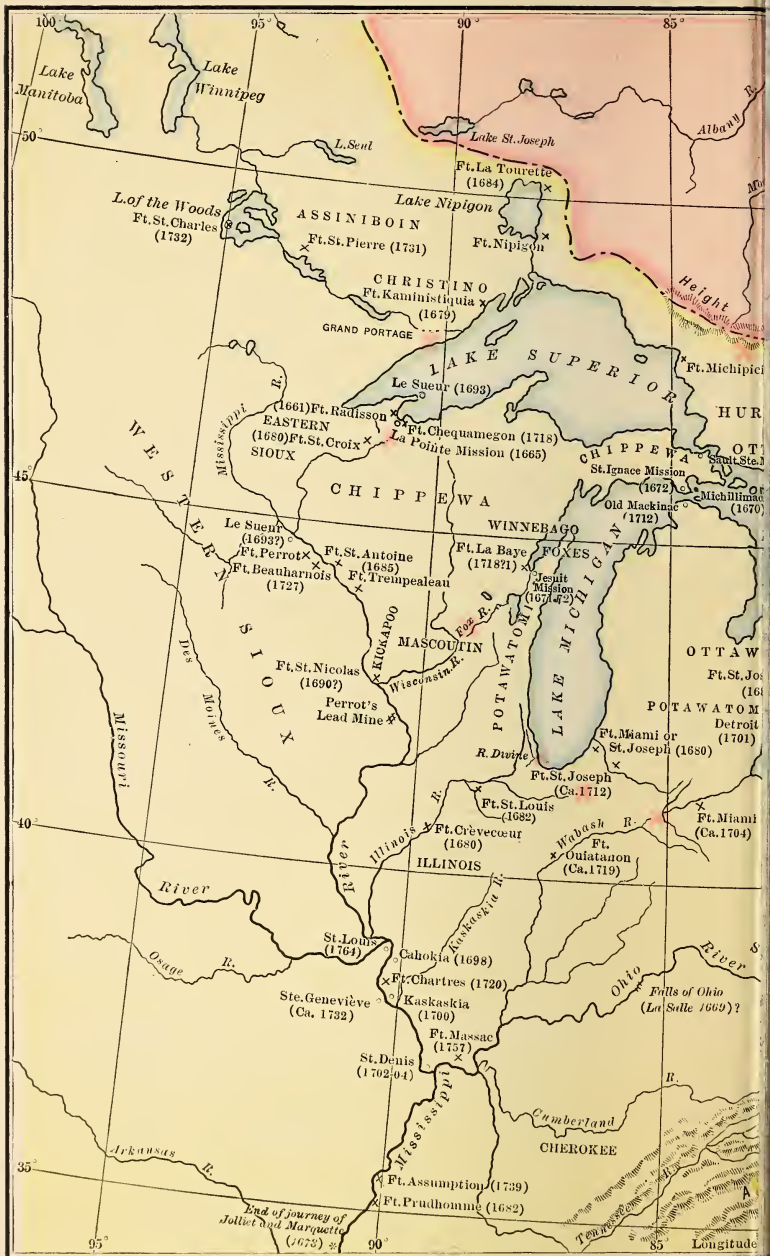 100°
95°
90°
85°
Lake
Manitoba
Lake
Winnipeg
50°
L.Seul
Lake St.Joseph
Albany R.
Ft.La Tourette
(1684)
Lake Nipigon
L.of the Woods
Ft.St.Charles
(1732)
ASSINIBOIN
Ft.St.Pierre (1731)
Ft.Nipigon
CHRISTINO
Ft.Kaministiquia
(1679)
Height
GRAND PORTAGE
LAKE SUPERIOR
Ft.Michipici
Le Sueur (1693)
HUR
(1661)Ft.Radisson
Ft.Chequamegon (1718)
La Pointe Mission (1665)
EASTERN
(1680)Ft.St.Croix
SIOUX
Mississippi R.
OT
CHIPPEWA
Sault.Ste.
St.Ignace Mission
(1672)
Michillimac
(1670)
Old Mackinac
(1712)
45°
WESTERN
SIOUX
CHIPPEWA
WINNEBAGO
Le Sueur
(1693?)
Ft.Perrot
Ft.St.Antoine
(1685)
Ft.Beauharnois
(1727)
Ft.Trempealeau
Ft.La Baye
(1718?1)
FOXES
Jesuit
Mission
(1671-72)
LAKE MICHIGAN
Fox R.
KICKAPOO
MASCOUTIN
POTAWATOMI
OTTAW
Ft.St.Jos
(16
POTAWATOM
Detroit
(1701)
Des Moines R.
Ft.St.Nicolas
(1690?)
Wisconsin.R.
Perrot's
Lead Mine
Missouri
River
Ft.Miami or
St.Joseph (1680)
R.Divine
Ft.St.Joseph
(Ca.1712)
40°
Ft.St.Louis
(1682)
Illinois R.
Ft.Crèvecœur
(1680)
Ft.Miami
(Ca.1704)
Wabash R.
Ft.
Ouiatanon
(Ca.1719)
ILLINOIS
River
Kaskaskia R.
St.Louis
(1764)
Cahokia (1698)
Osage R.
Ft.Chartres (1720)
Ste.Geneviève
(Ca. 1732)
Kaskaskia
(1700)
Ohio River
S
Falls of Ohio
(La Salle 1669)?
Ft.Massac
(1757)
St.Denis
(1702-04)
Mississippi
Cumberland R.
CHEROKEE
Arkansas R.
35°
Ft.Assumption (1739)
Ft.Prudhomme (1682)
Tennessee R.
A
End of journey of
Jolliet and Marquette
(1673)
95°
90°
85°
Longitude